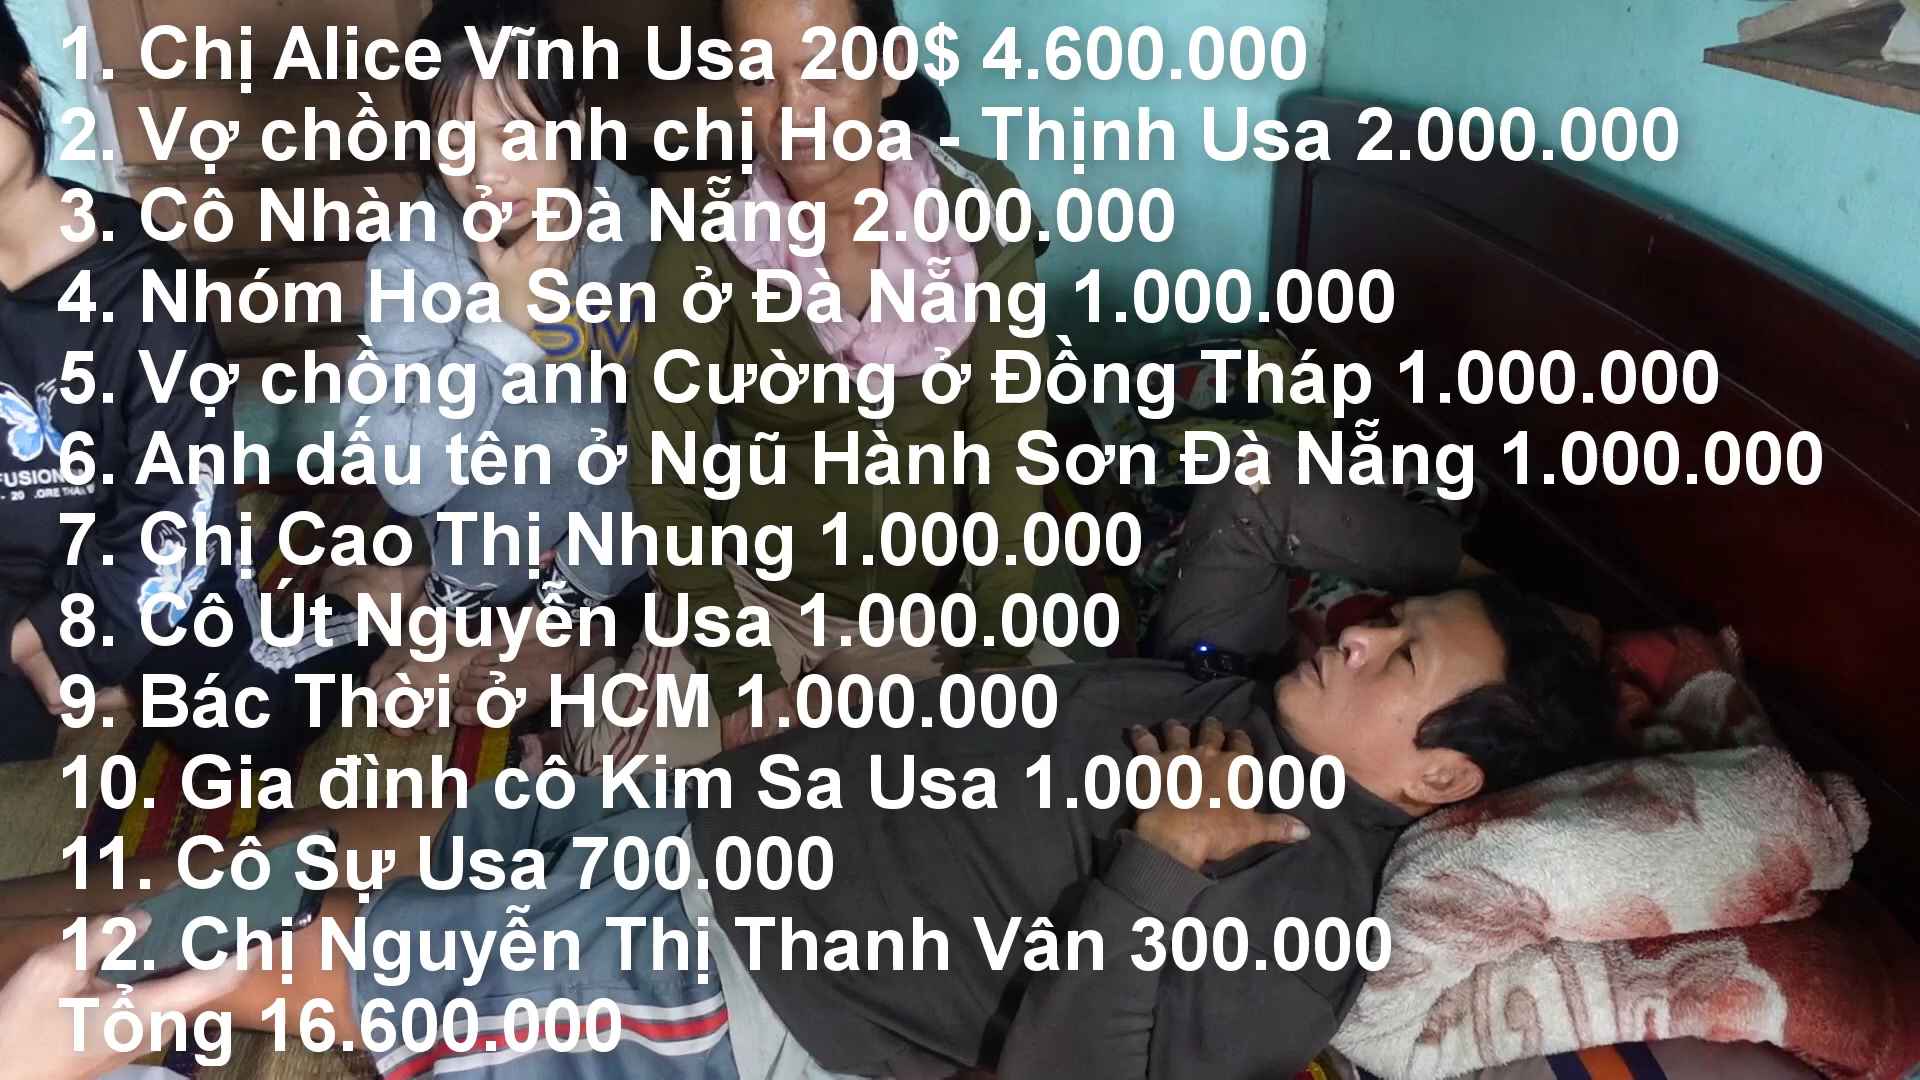 1. Chị Alice Vĩnh Usa 200$ 4.600.000
2. Vợ chồng anh chị Hoa - Thịnh Usa 2.000.000
3. Cô Nhàn ở Đà Nẵng 2.000.000
4. Nhóm Hoa Sen ở Đà Nẵng 1.000.000
5. Vợ chồng anh Cường ở Đồng Tháp 1.000.000
6. Anh dấu tên ở Ngũ Hành Sơn Đà Nẵng 1.000.000
7. Chị Cao Thị Nhung 1.000.000
8. Cô Út Nguyễn Usa 1.000.000
9. Bác Thời ở HCM 1.000.000
10. Gia đình cô Kim Sa Usa 1.000.000
11. Cô Sự Usa 700.000
12. Chị Nguyễn Thị Thanh Vân 300.000
Tổng 16.600.000